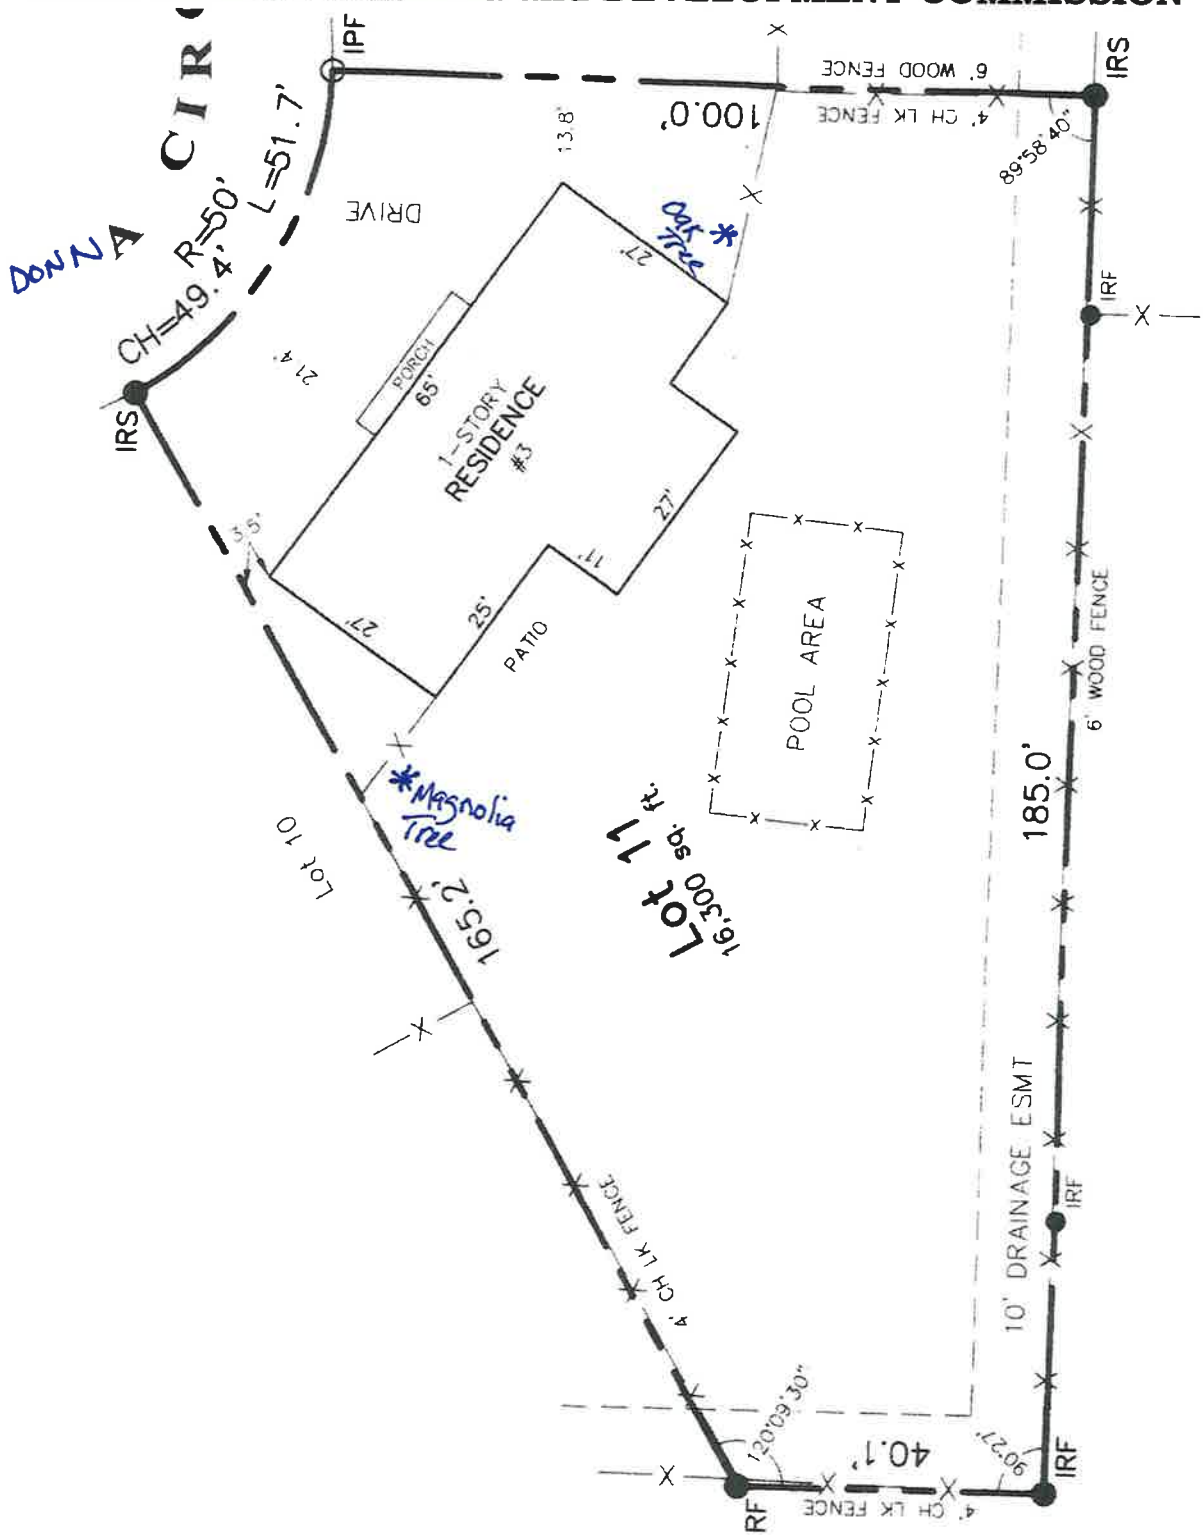 DEVELOPMENT COMMISSION
DONNA CIR
IPF
R=50'
L=51.7'
CH=49.4'
IRS
DRIVE
13.8'
100.0'
6' WOOD FENCE
4' CH LK FENCE
IRS
89°58'40"
21.4'
PORCH
65'
27'
Oak
Tree
*
1-STORY
RESIDENCE
#3
IRF
3.5'
27'
25'
11'
27'
PATIO
POOL AREA
6' WOOD FENCE
Lot 10
* Magnolia
Tree
165.2'
Lot 11
16,300 sq. ft.
185.0'
4' CH LK FENCE
10' DRAINAGE ESMT
IRF
120°09'30"
40.1'
90°27'
4' CH LK FENCE
RF
IRF